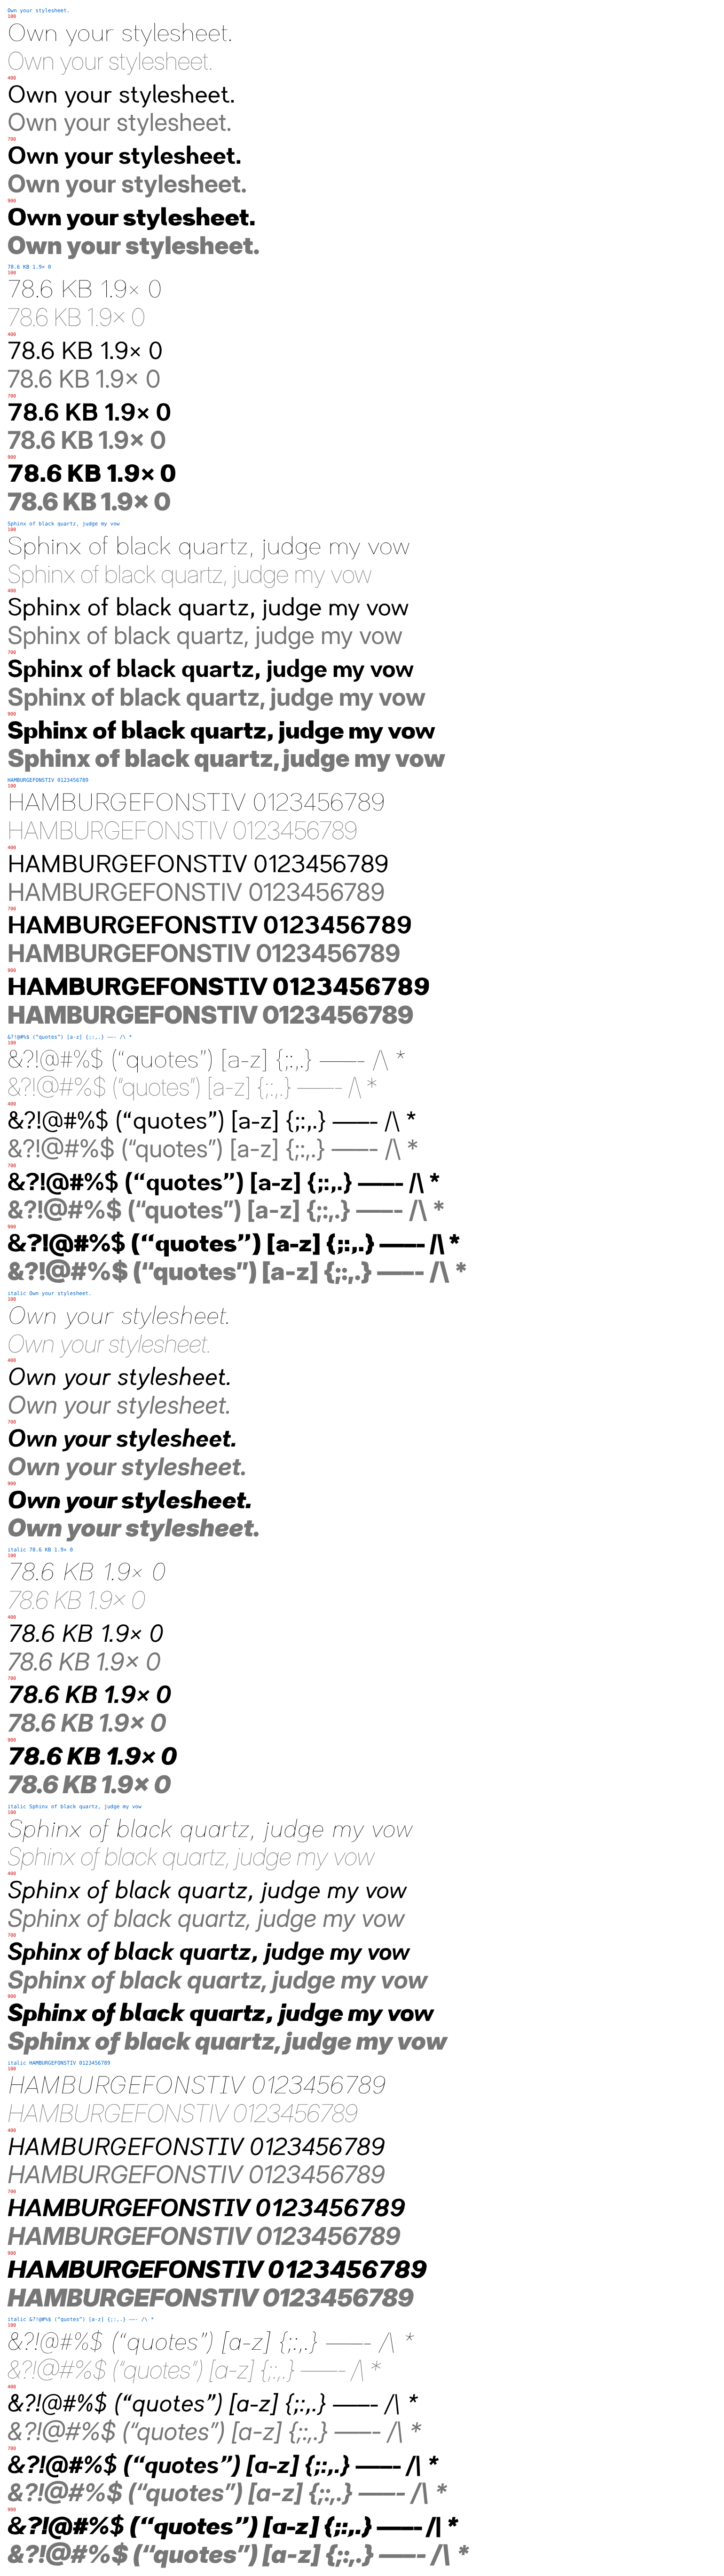 Own your stylesheet.
100
Own your stylesheet.
Own your stylesheet.
400
Own your stylesheet.
Own your stylesheet.
700
Own your stylesheet.
Own your stylesheet.
900
Own your stylesheet.
Own your stylesheet.
78.6 KB 1.9× 0
100
78.6 KB 1.9× 0
78.6 KB 1.9× 0
400
78.6 KB 1.9× 0
78.6 KB 1.9× 0
700
78.6 KB 1.9× 0
78.6 KB 1.9× 0
900
78.6 KB 1.9× 0
78.6 KB 1.9× 0
Sphinx of black quartz, judge my vow
100
Sphinx of black quartz, judge my vow
Sphinx of black quartz, judge my vow
400
Sphinx of black quartz, judge my vow
Sphinx of black quartz, judge my vow
700
Sphinx of black quartz, judge my vow
Sphinx of black quartz, judge my vow
900
Sphinx of black quartz, judge my vow
Sphinx of black quartz, judge my vow
HAMBURGEFONSTIV 0123456789
100
HAMBURGEFONSTIV 0123456789
HAMBURGEFONSTIV 0123456789
400
HAMBURGEFONSTIV 0123456789
HAMBURGEFONSTIV 0123456789
700
HAMBURGEFONSTIV 0123456789
HAMBURGEFONSTIV 0123456789
900
HAMBURGEFONSTIV 0123456789
HAMBURGEFONSTIV 0123456789
&?!@#%$ (“quotes”) [a-z] {;:,.} —–- /\ *
100
&?!@#%$ (“quotes”) [a-z] {;:,.} —–- /\ *
&?!@#%$ (“quotes”) [a-z] {;:,.} —–- /\ *
400
&?!@#%$ (“quotes”) [a-z] {;:,.} —–- /\ *
&?!@#%$ (“quotes”) [a-z] {;:,.} —–- /\ *
700
&?!@#%$ (“quotes”) [a-z] {;:,.} —–- /\ *
&?!@#%$ (“quotes”) [a-z] {;:,.} —–- /\ *
900
&?!@#%$ (“quotes”) [a-z] {;:,.} —–- /\ *
&?!@#%$ (“quotes”) [a-z] {;:,.} —–- /\ *
italic Own your stylesheet.
100
Own your stylesheet.
Own your stylesheet.
400
Own your stylesheet.
Own your stylesheet.
700
Own your stylesheet.
Own your stylesheet.
900
Own your stylesheet.
Own your stylesheet.
italic 78.6 KB 1.9× 0
100
78.6 KB 1.9× 0
78.6 KB 1.9× 0
400
78.6 KB 1.9× 0
78.6 KB 1.9× 0
700
78.6 KB 1.9× 0
78.6 KB 1.9× 0
900
78.6 KB 1.9× 0
78.6 KB 1.9× 0
italic Sphinx of black quartz, judge my vow
100
Sphinx of black quartz, judge my vow
Sphinx of black quartz, judge my vow
400
Sphinx of black quartz, judge my vow
Sphinx of black quartz, judge my vow
700
Sphinx of black quartz, judge my vow
Sphinx of black quartz, judge my vow
900
Sphinx of black quartz, judge my vow
Sphinx of black quartz, judge my vow
italic HAMBURGEFONSTIV 0123456789
100
HAMBURGEFONSTIV 0123456789
HAMBURGEFONSTIV 0123456789
400
HAMBURGEFONSTIV 0123456789
HAMBURGEFONSTIV 0123456789
700
HAMBURGEFONSTIV 0123456789
HAMBURGEFONSTIV 0123456789
900
HAMBURGEFONSTIV 0123456789
HAMBURGEFONSTIV 0123456789
italic &?!@#%$ (“quotes”) [a-z] {;:,.} —–- /\ *
100
&?!@#%$ (“quotes”) [a-z] {;:,.} —–- /\ *
&?!@#%$ (“quotes”) [a-z] {;:,.} —–- /\ *
400
&?!@#%$ (“quotes”) [a-z] {;:,.} —–- /\ *
&?!@#%$ (“quotes”) [a-z] {;:,.} —–- /\ *
700
&?!@#%$ (“quotes”) [a-z] {;:,.} —–- /\ *
&?!@#%$ (“quotes”) [a-z] {;:,.} —–- /\ *
900
&?!@#%$ (“quotes”) [a-z] {;:,.} —–- /\ *
&?!@#%$ (“quotes”) [a-z] {;:,.} —–- /\ *